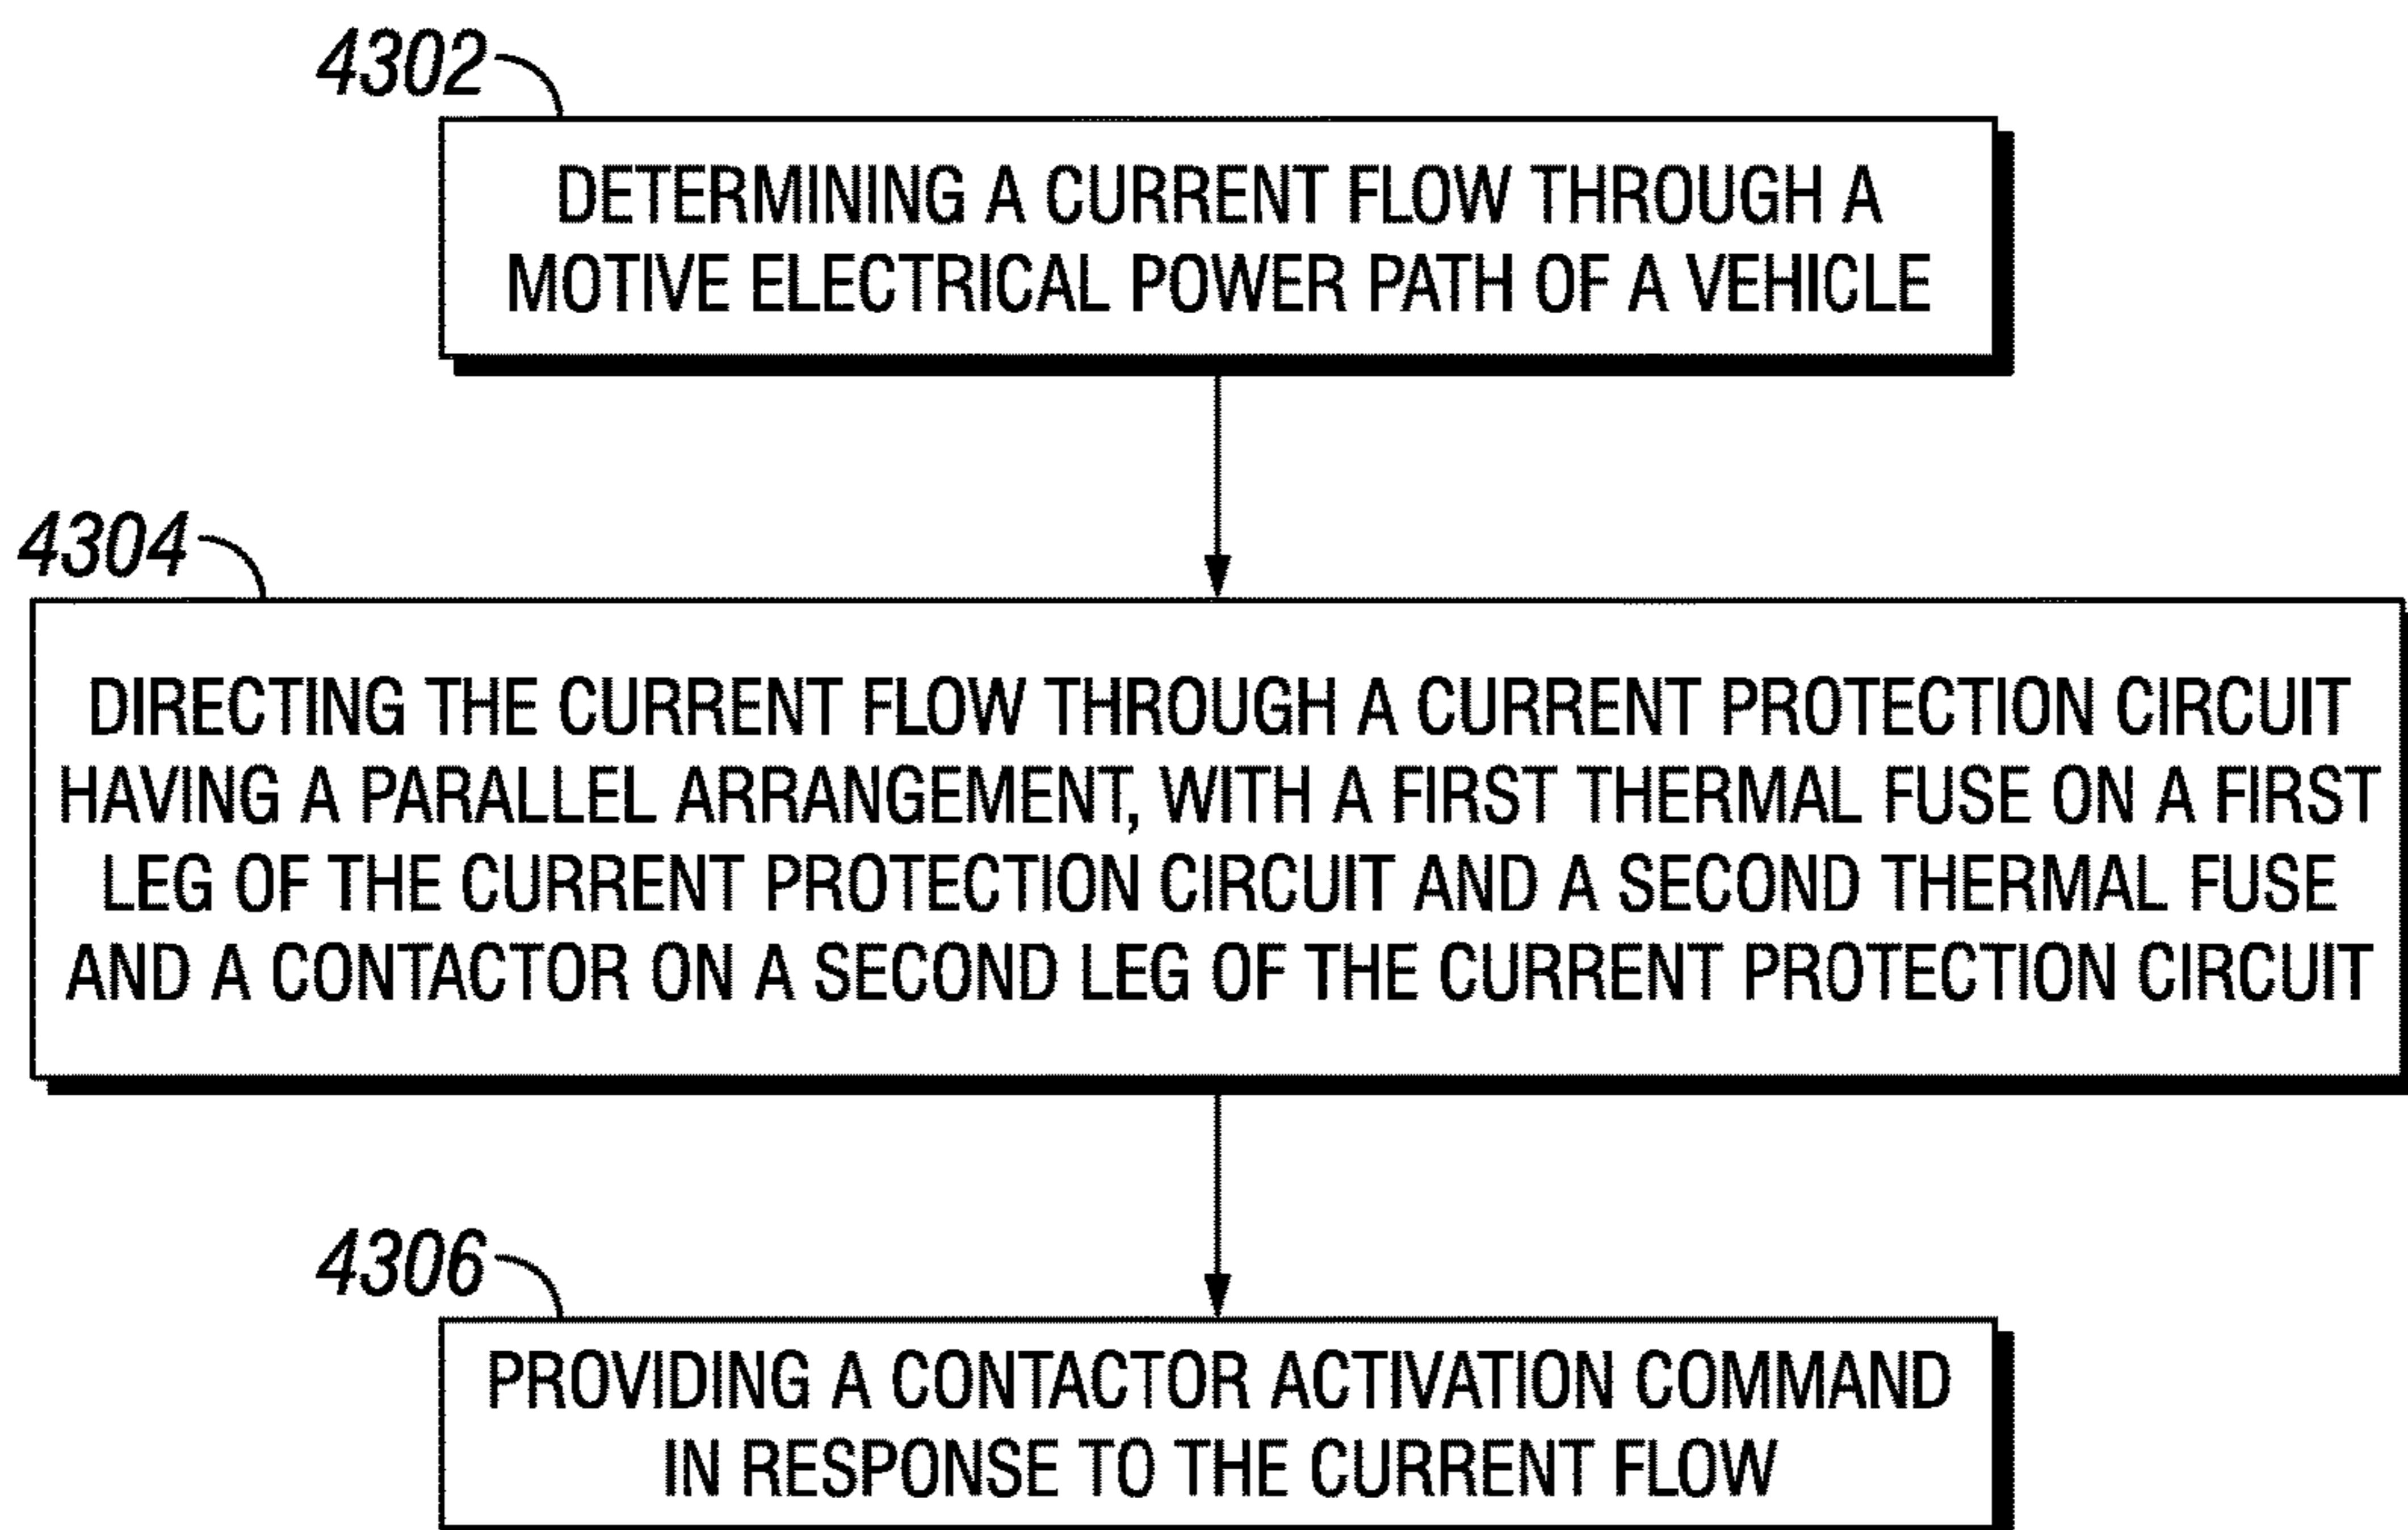 4302
DETERMINING A CURRENT FLOW THROUGH A
MOTIVE ELECTRICAL POWER PATH OF A VEHICLE
4304
DIRECTING THE CURRENT FLOW THROUGH A CURRENT PROTECTION CIRCUIT
HAVING A PARALLEL ARRANGEMENT, WITH A FIRST THERMAL FUSE ON A FIRST
LEG OF THE CURRENT PROTECTION CIRCUIT AND A SECOND THERMAL FUSE
AND A CONTACTOR ON A SECOND LEG OF THE CURRENT PROTECTION CIRCUIT
4306
PROVIDING A CONTACTOR ACTIVATION COMMAND
IN RESPONSE TO THE CURRENT FLOW